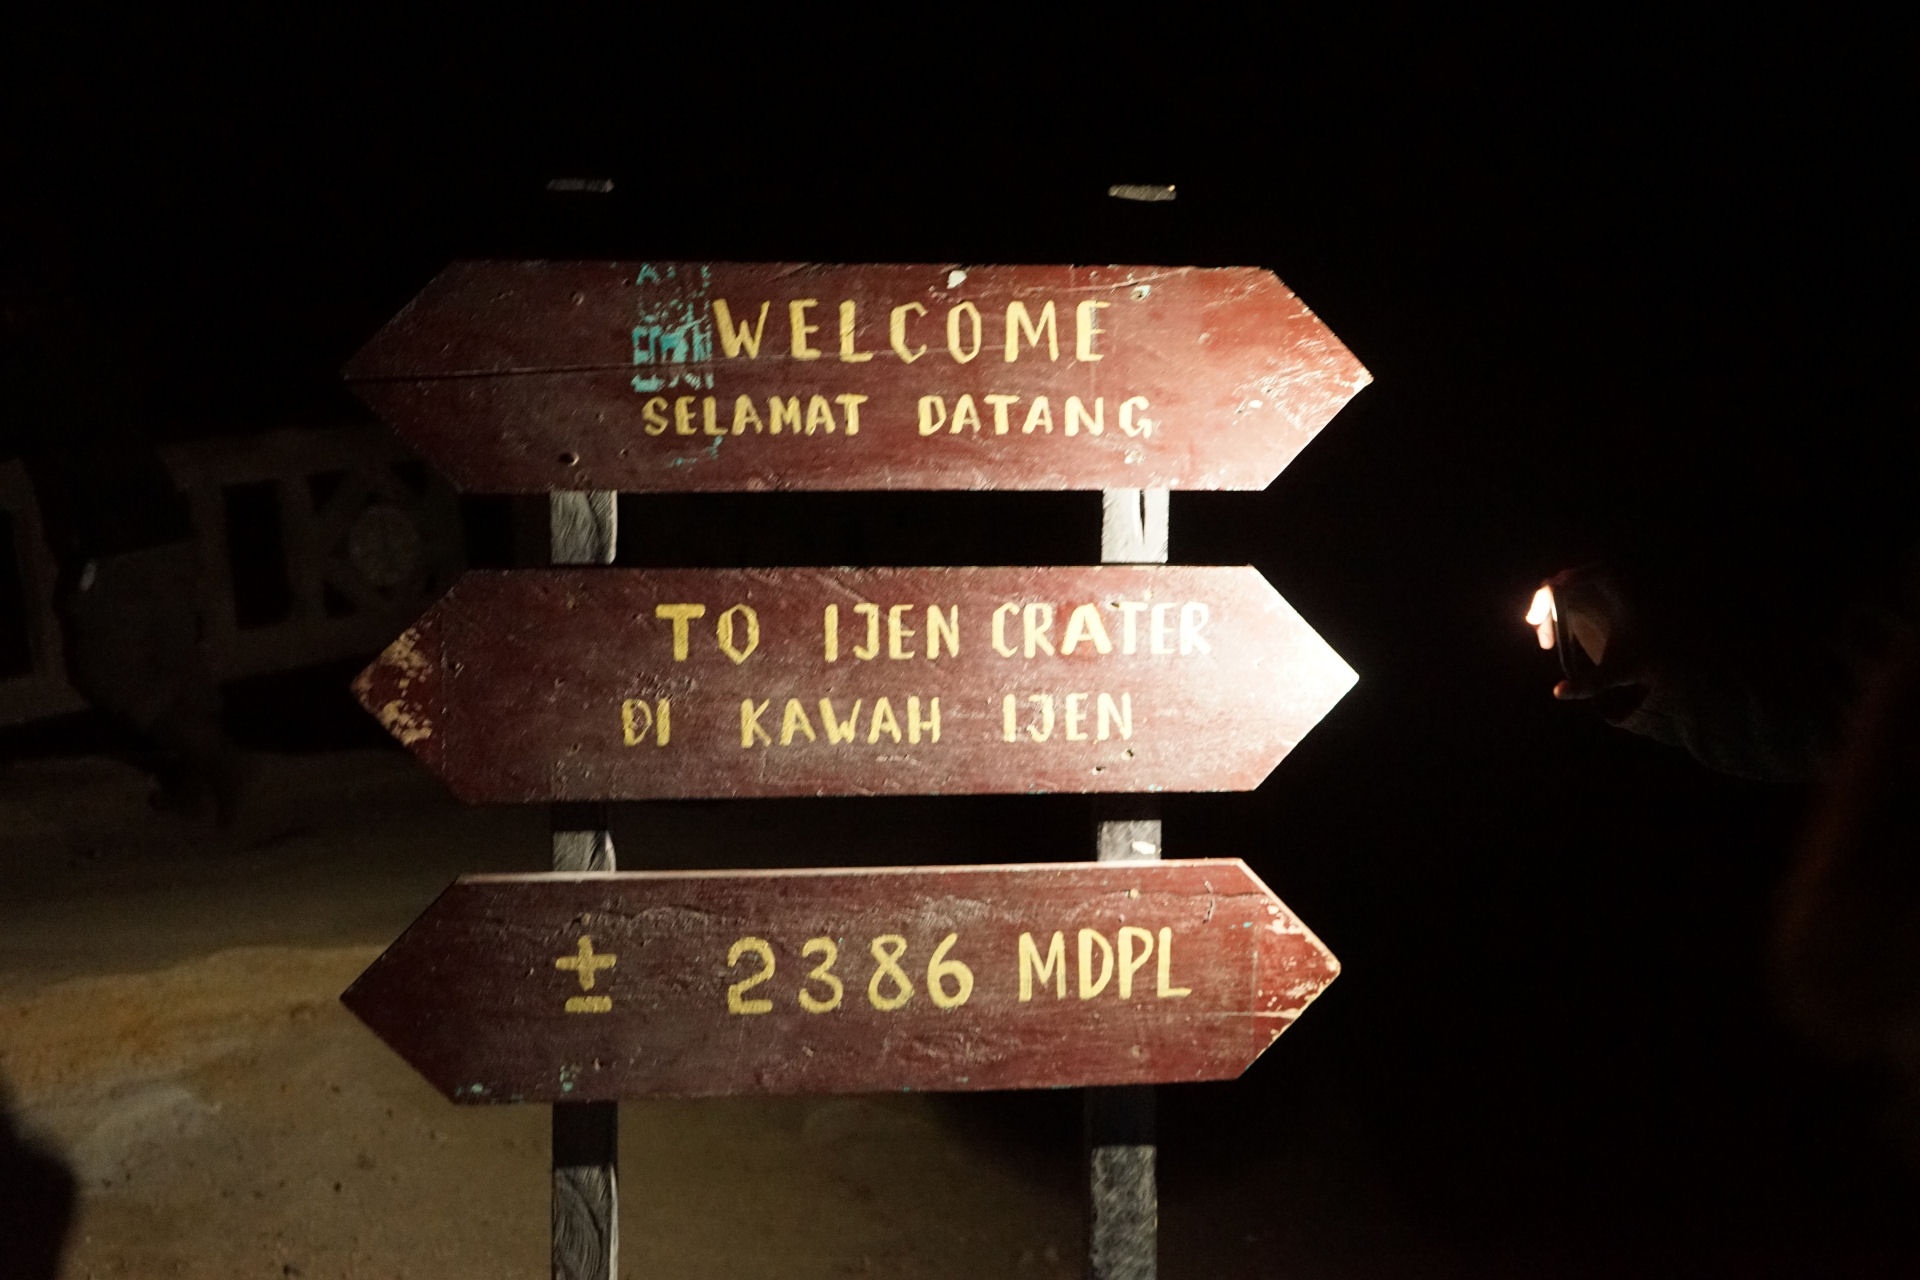 WELCOME
SELAMAT DATANG
TO IJEN CRATER
DI KAWAH IJEN
± 2386 MDPL